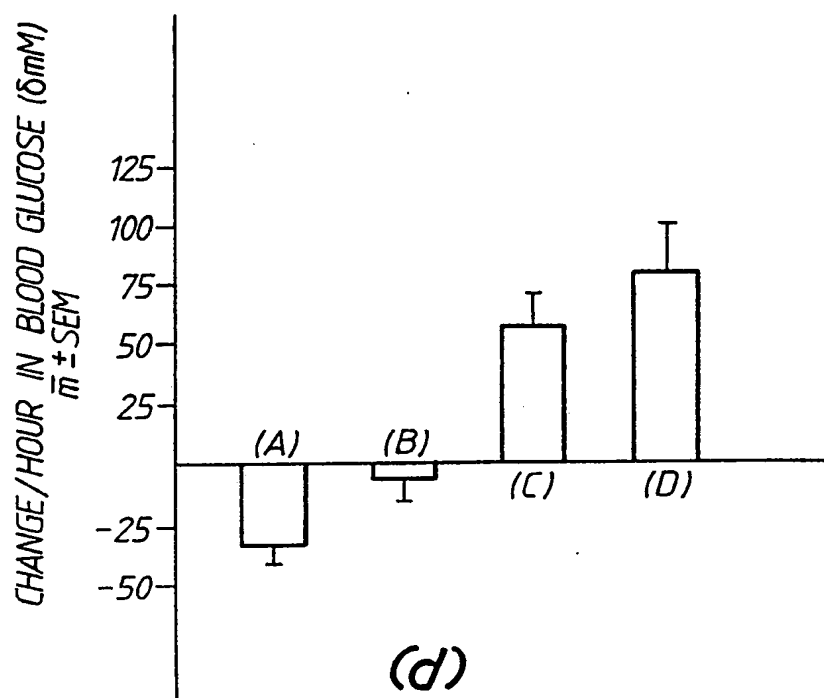 CHANGE/HOUR IN BLOOD GLUCOSE (δmM)
m̄ ± SEM
125
100
75
50
25
-25
-50
(A)
(B)
(C)
(D)
(d)